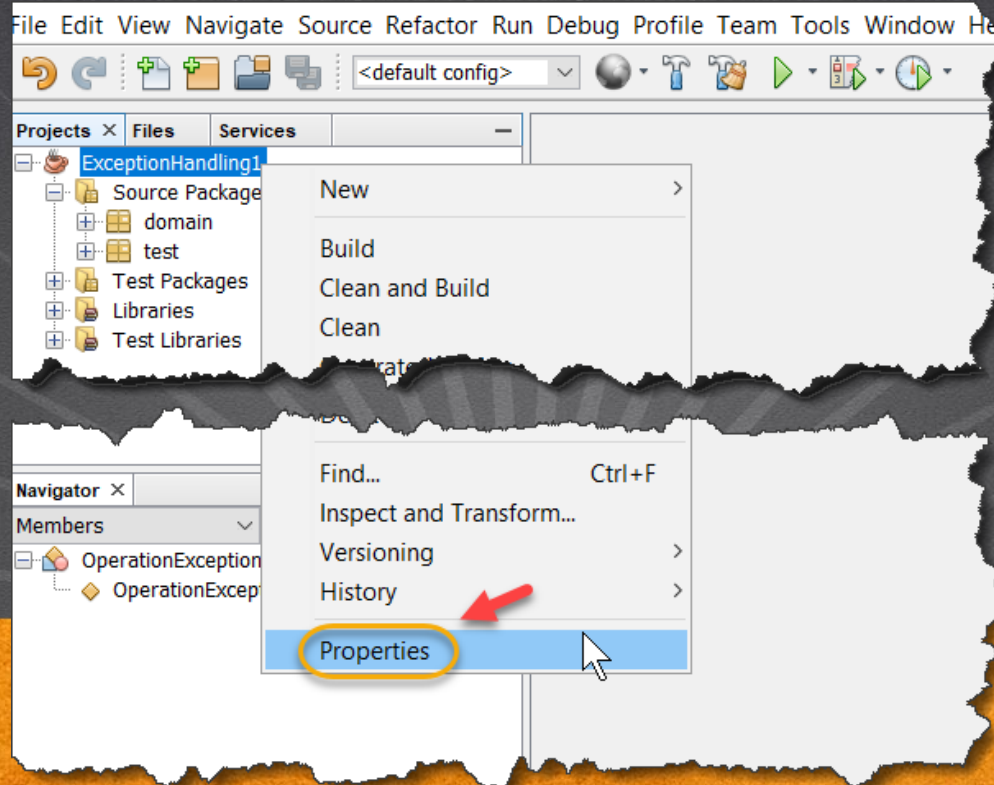 File Edit View Navigate Source Refactor Run Debug Profile Team Tools Window
<default config>
Projects Files Services
ExceptionHandling1
Source Package
domain
test
Test Packages
Libraries
Test Libraries
New
Build
Clean and Build
Clean
Find... Ctrl+F
Inspect and Transform...
Versioning
History
Properties
Navigator
Members
OperationException
OperationExcep